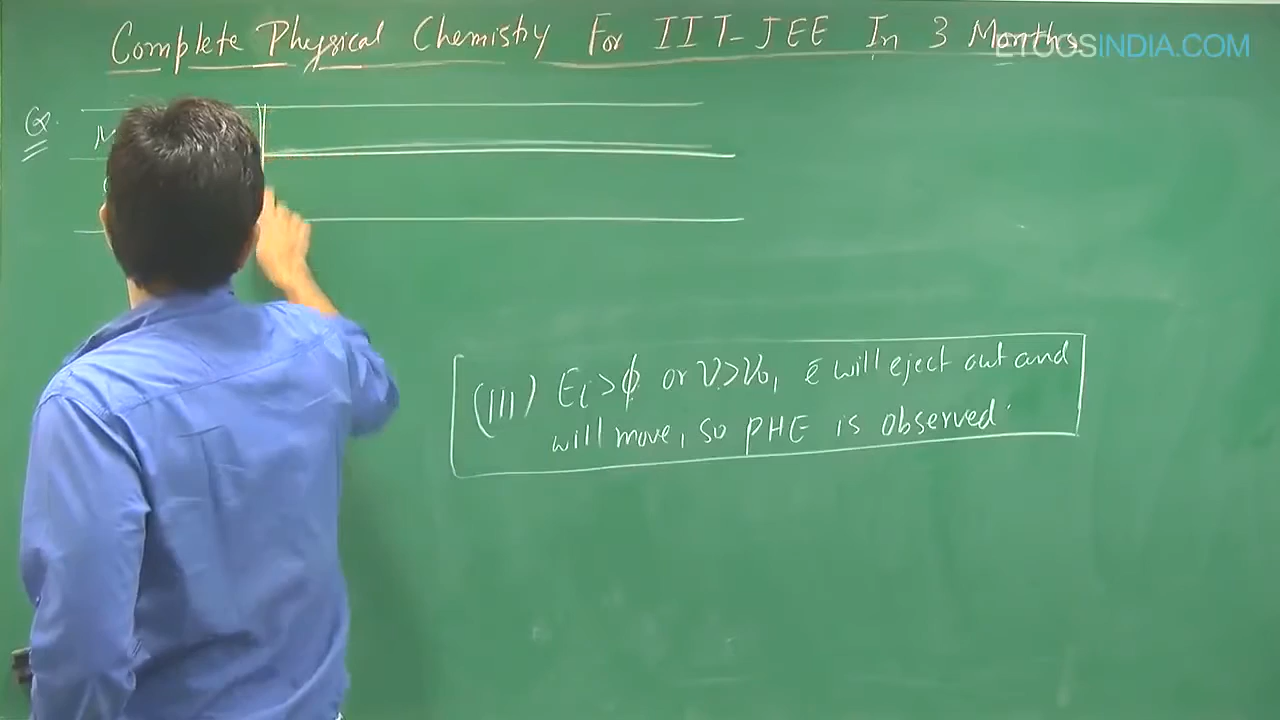 Complete Physical Chemistry For IIT-JEE In 3 Months
ETOOSINDIA.COM
Q.
(III) Ei > ϕ or ν > ν₀, ē will eject out and
will move, so PHE is observed.